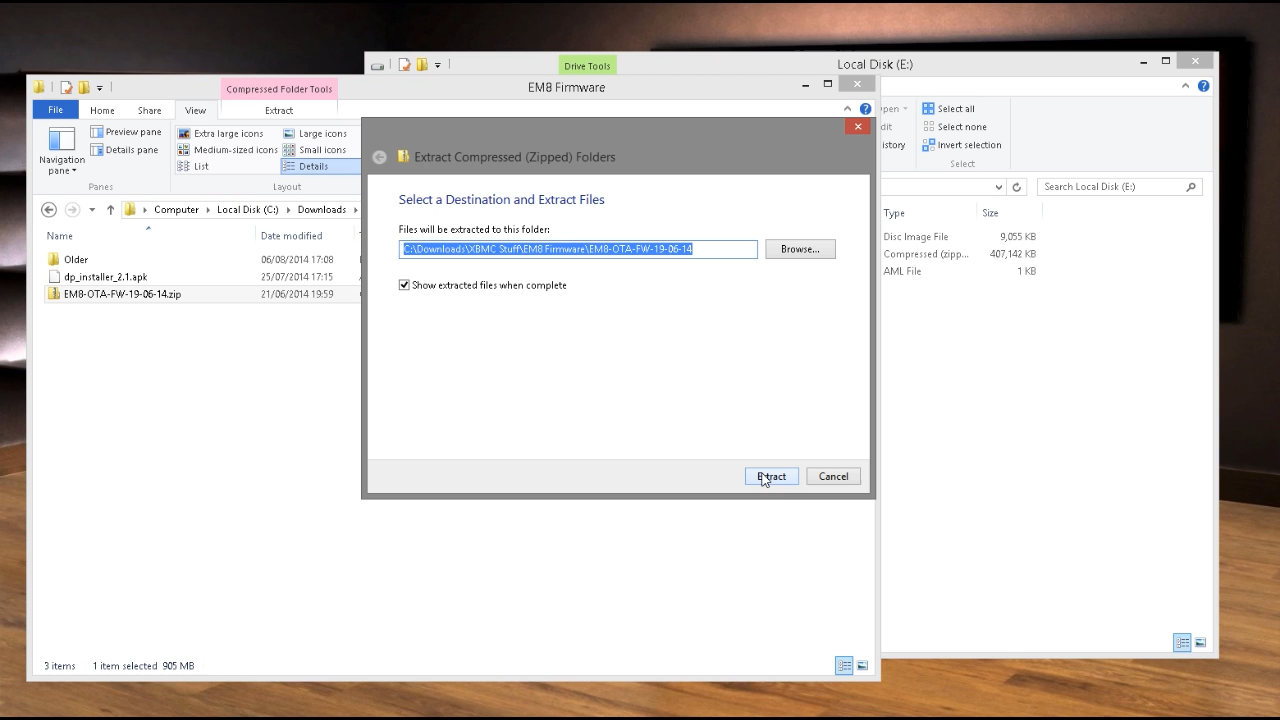 Drive Tools
Local Disk (E:)
Compressed Folder Tools
EM8 Firmware
File
Home
Share
View
Extract
Preview pane
Details pane
Navigation
pane
Panes
Extra large icons
Large icons
Medium-sized icons
Small icons
List
Details
Layout
Select all
Select none
Invert selection
Select
dit
istory
Computer
Local Disk (C:)
Downloads
Search Local Disk (E:)
Name
Date modified
Older
06/08/2014 17:08
dp_installer_2.1.apk
25/07/2014 17:15
EM8-OTA-FW-19-06-14.zip
21/06/2014 19:59
Extract Compressed (Zipped) Folders
Select a Destination and Extract Files
Files will be extracted to this folder:
C:\Downloads\XBMC Stuff\EM8 Firmware\EM8-OTA-FW-19-06-14
Browse...
Show extracted files when complete
Extract
Cancel
Type
Size
Disc Image File
9,055 KB
Compressed (zipp...
407,142 KB
AML File
1 KB
3 items
1 item selected 905 MB